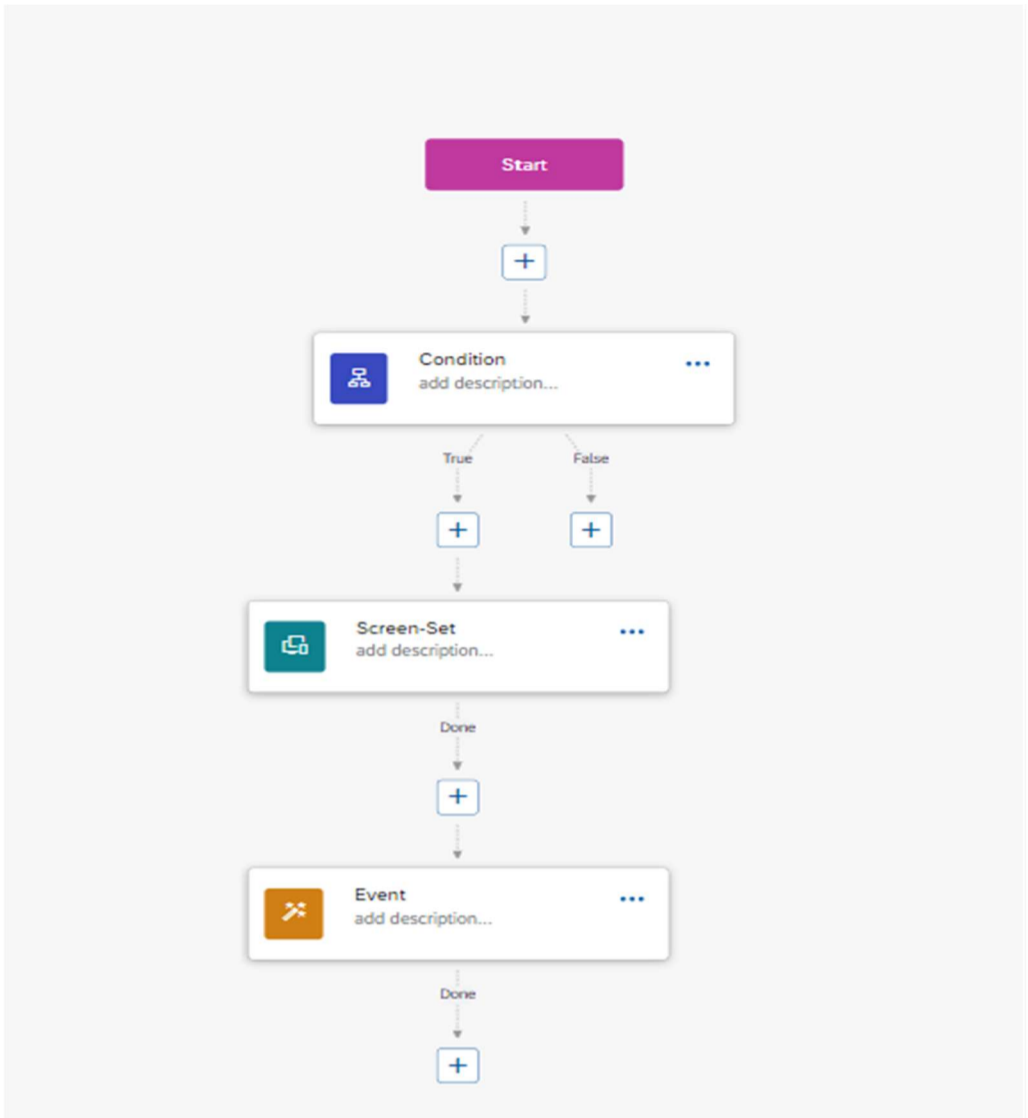 Start
Condition
add description...
True
False
Screen-Set
add description...
Done
Event
add description...
Done